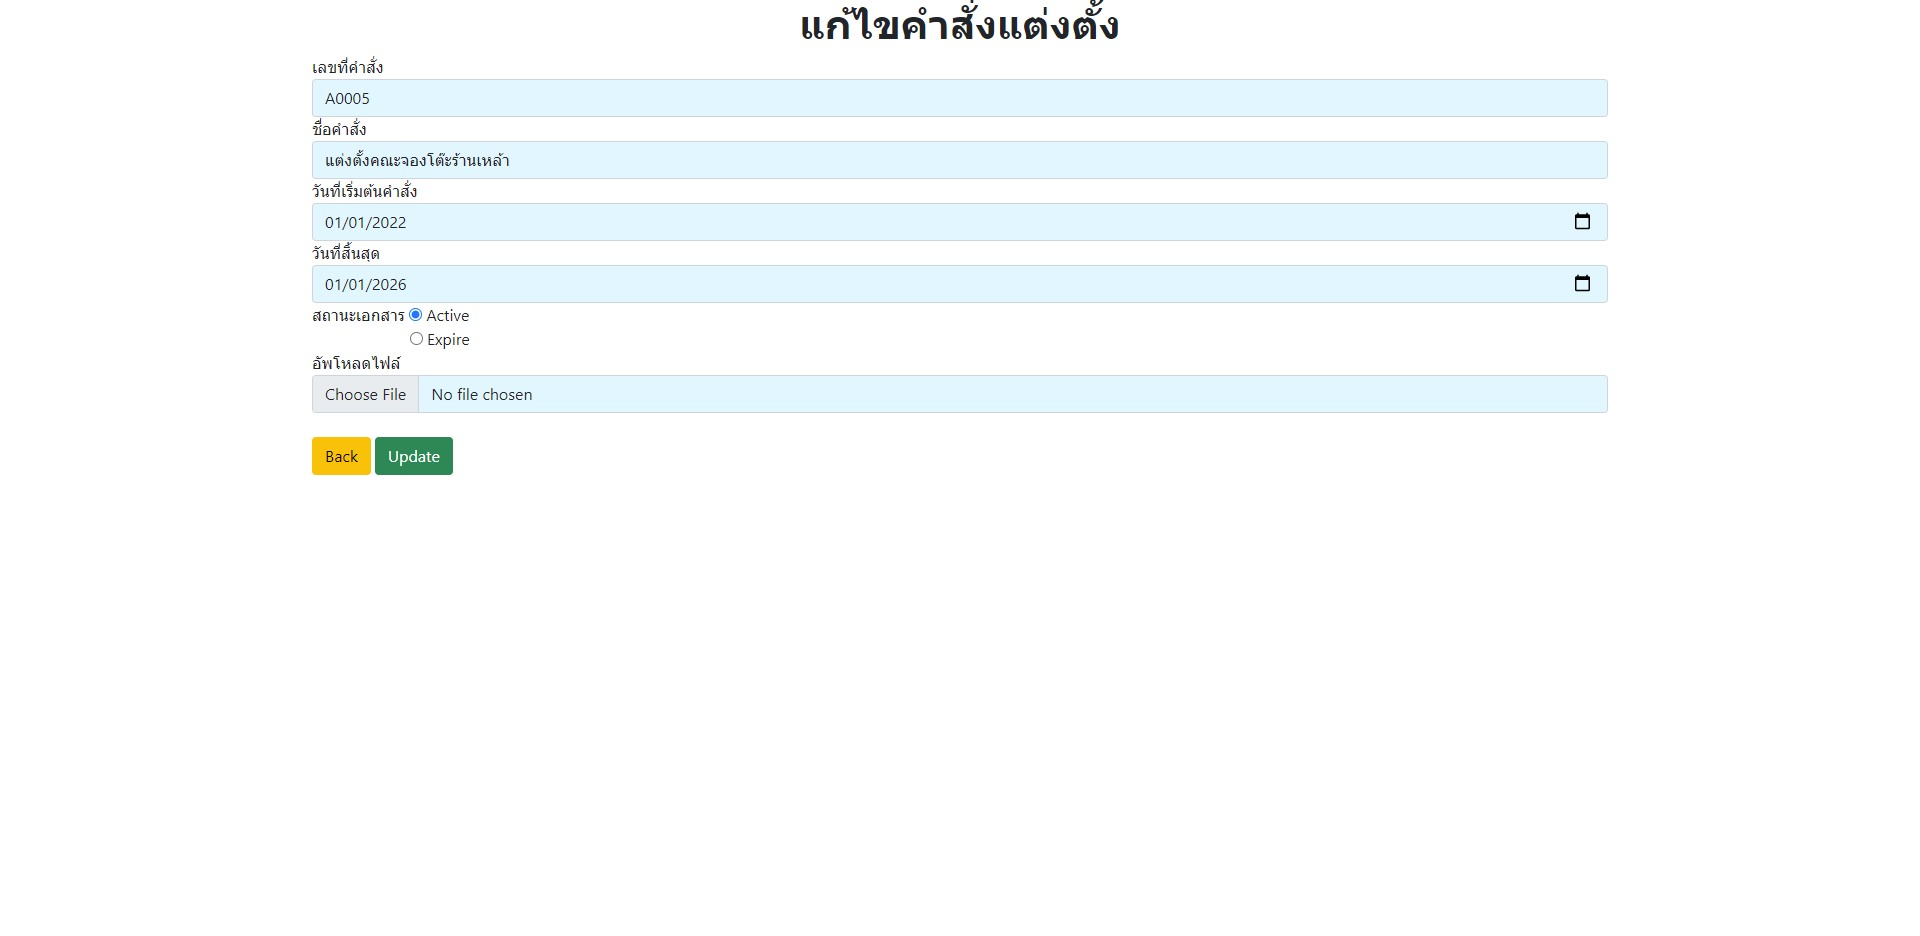 แก้ไขคำสั่งแต่งตั้ง
เลขที่คำสั่ง
A0005
ชื่อคำสั่ง
แต่งตั้งคณะจองโต๊ะร้านเหล้า
วันที่เริ่มต้นคำสั่ง
01/01/2022
วันที่สิ้นสุด
01/01/2026
สถานะเอกสาร Active
Expire
อัพโหลดไฟล์
Choose File No file chosen
Back Update